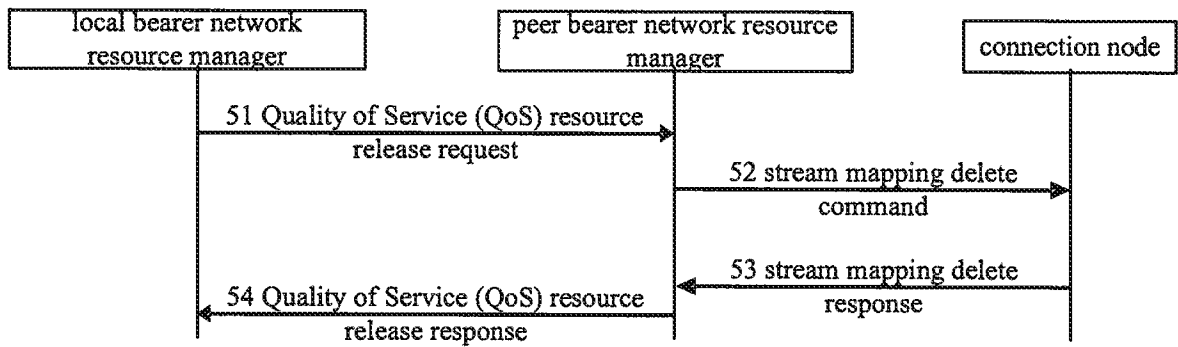 local bearer network
resource manager
peer bearer network resource
manager
connection node
51 Quality of Service (QoS) resource
release request
52 stream mapping delete
command
53 stream mapping delete
response
54 Quality of Service (QoS) resource
release response